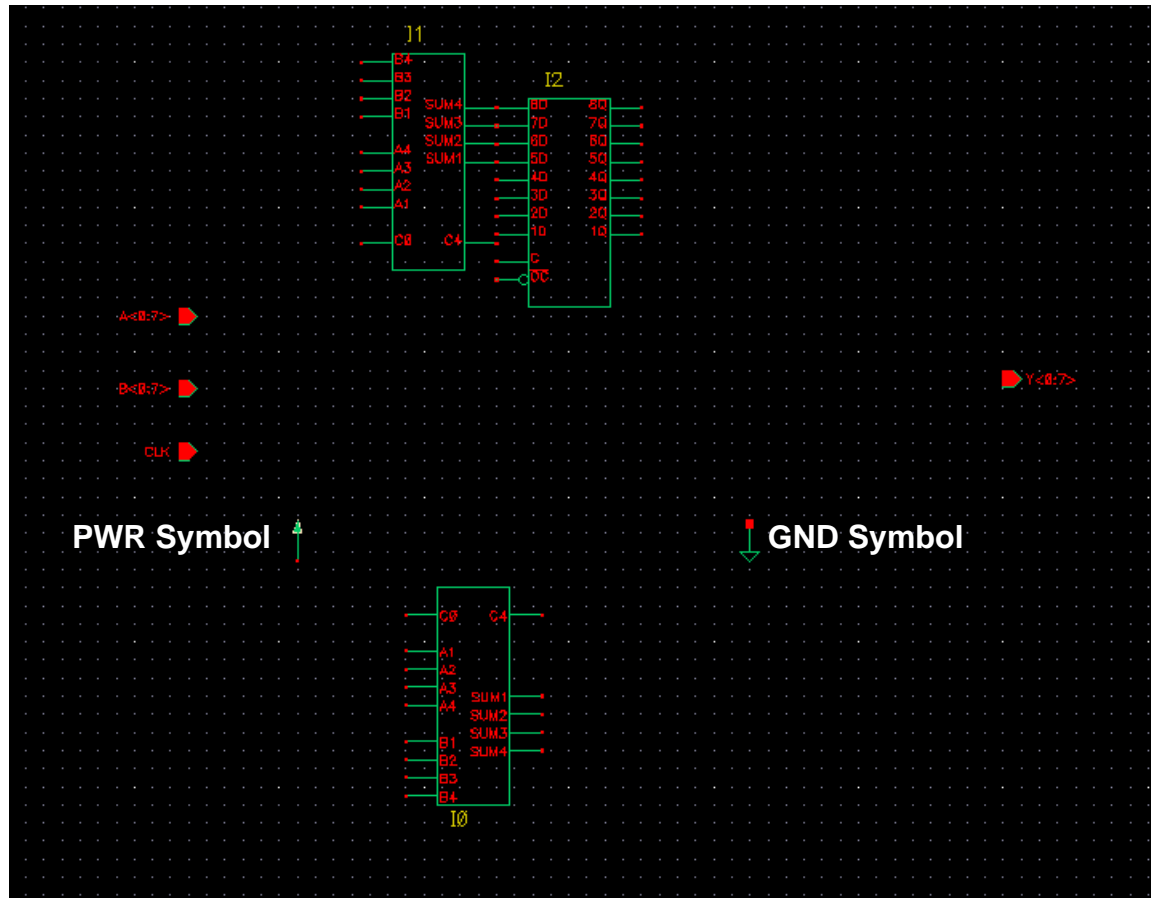 I1
B4
B3
B2
B1
A4
A3
A2
A1
C0
SUM4
SUM3
SUM2
SUM1
C4
I2
8D
7D
6D
5D
4D
3D
2D
1D
C
OC
8Q
7Q
6Q
5Q
4Q
3Q
2Q
1Q
A<0:7>
B<0:7>
CLK
Y<0:7>
PWR Symbol
GND Symbol
C0
A1
A2
A3
A4
B1
B2
B3
B4
C4
SUM1
SUM2
SUM3
SUM4
I0